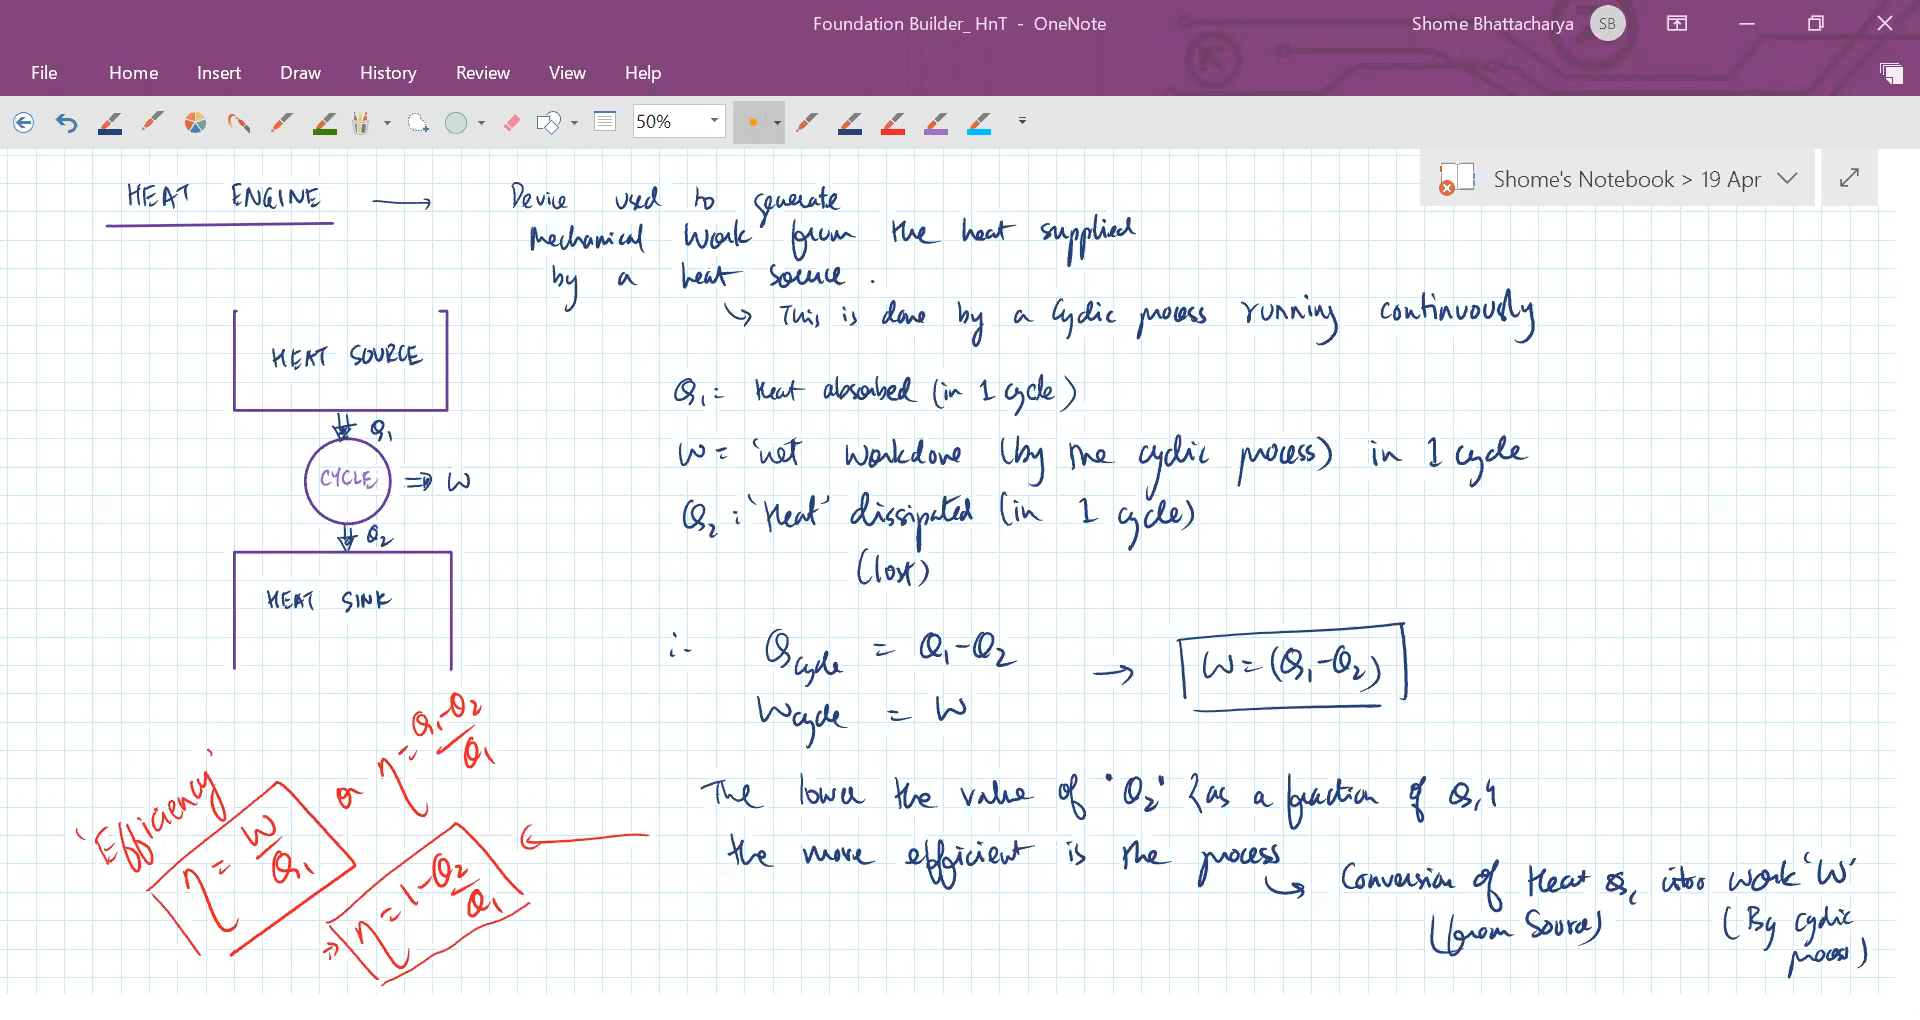 Foundation Builder_ HnT - OneNote
Shome Bhattacharya
SB
File Home Insert Draw History Review View Help
50%
Shome's Notebook > 19 Apr
HEAT ENGINE → Device used to generate
Mechanical Work from the heat supplied
by a heat source.
↳ This is done by a cyclic process running continuously
HEAT SOURCE
Q₁
CYCLE ⇒ W
Q₂
HEAT SINK
Q₁ = Heat absorbed (in 1 cycle)
W = 'net workdone (by the cyclic process) in 1 cycle
Q₂ : 'Heat' dissipated (in 1 cycle)
(lost)
∴ Qcycle = Q₁-Q₂ → W = (Q₁-Q₂)
Wcycle = W
The lower the value of "Q₂" {as a fraction of Q₁}
the more efficient is the process
↳ Conversion of Heat Q₁ into work 'W'
(from Source) (By cyclic
process)
'Efficiency'
η = W/Q₁ or η = Q₁-Q₂/Q₁
η = 1-Q₂/Q₁